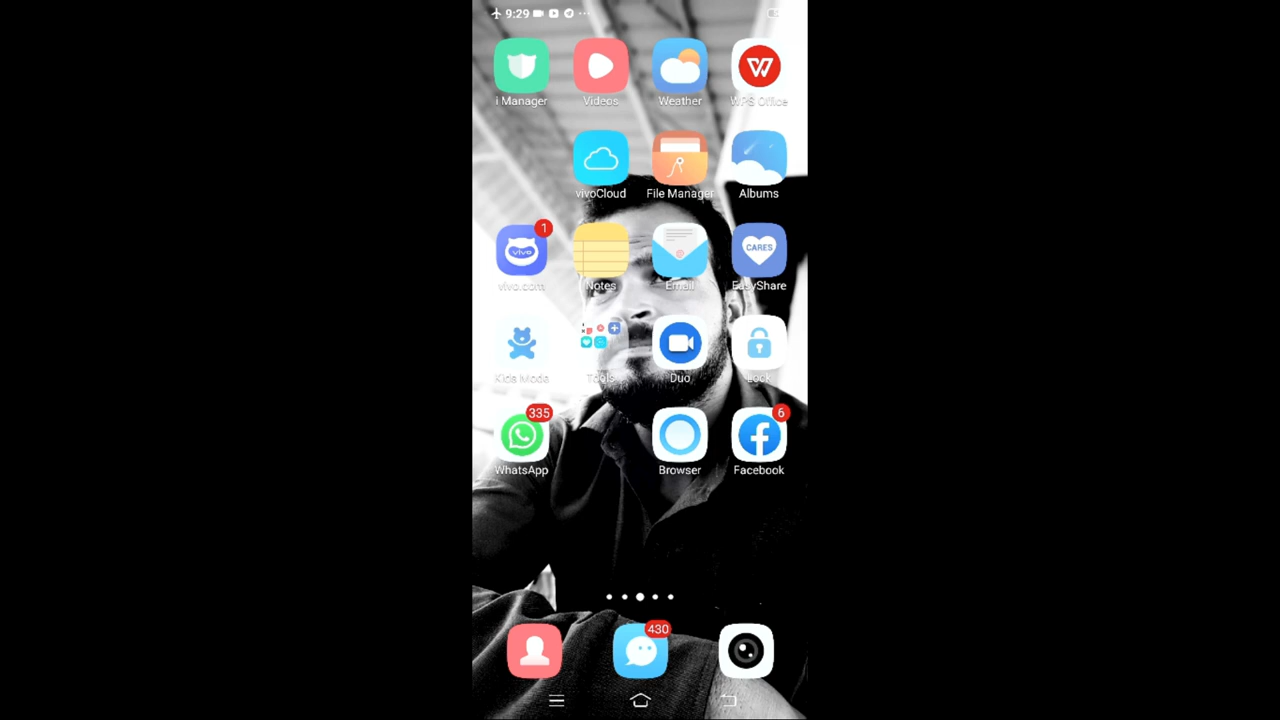 9:29
i Manager Videos Weather WPS Office
vivoCloud File Manager Albums
1
vivo
CARES
vivo.com Notes Email EasyShare
Kids Mode Tools Duo Lock
335 6
WhatsApp Browser Facebook
430